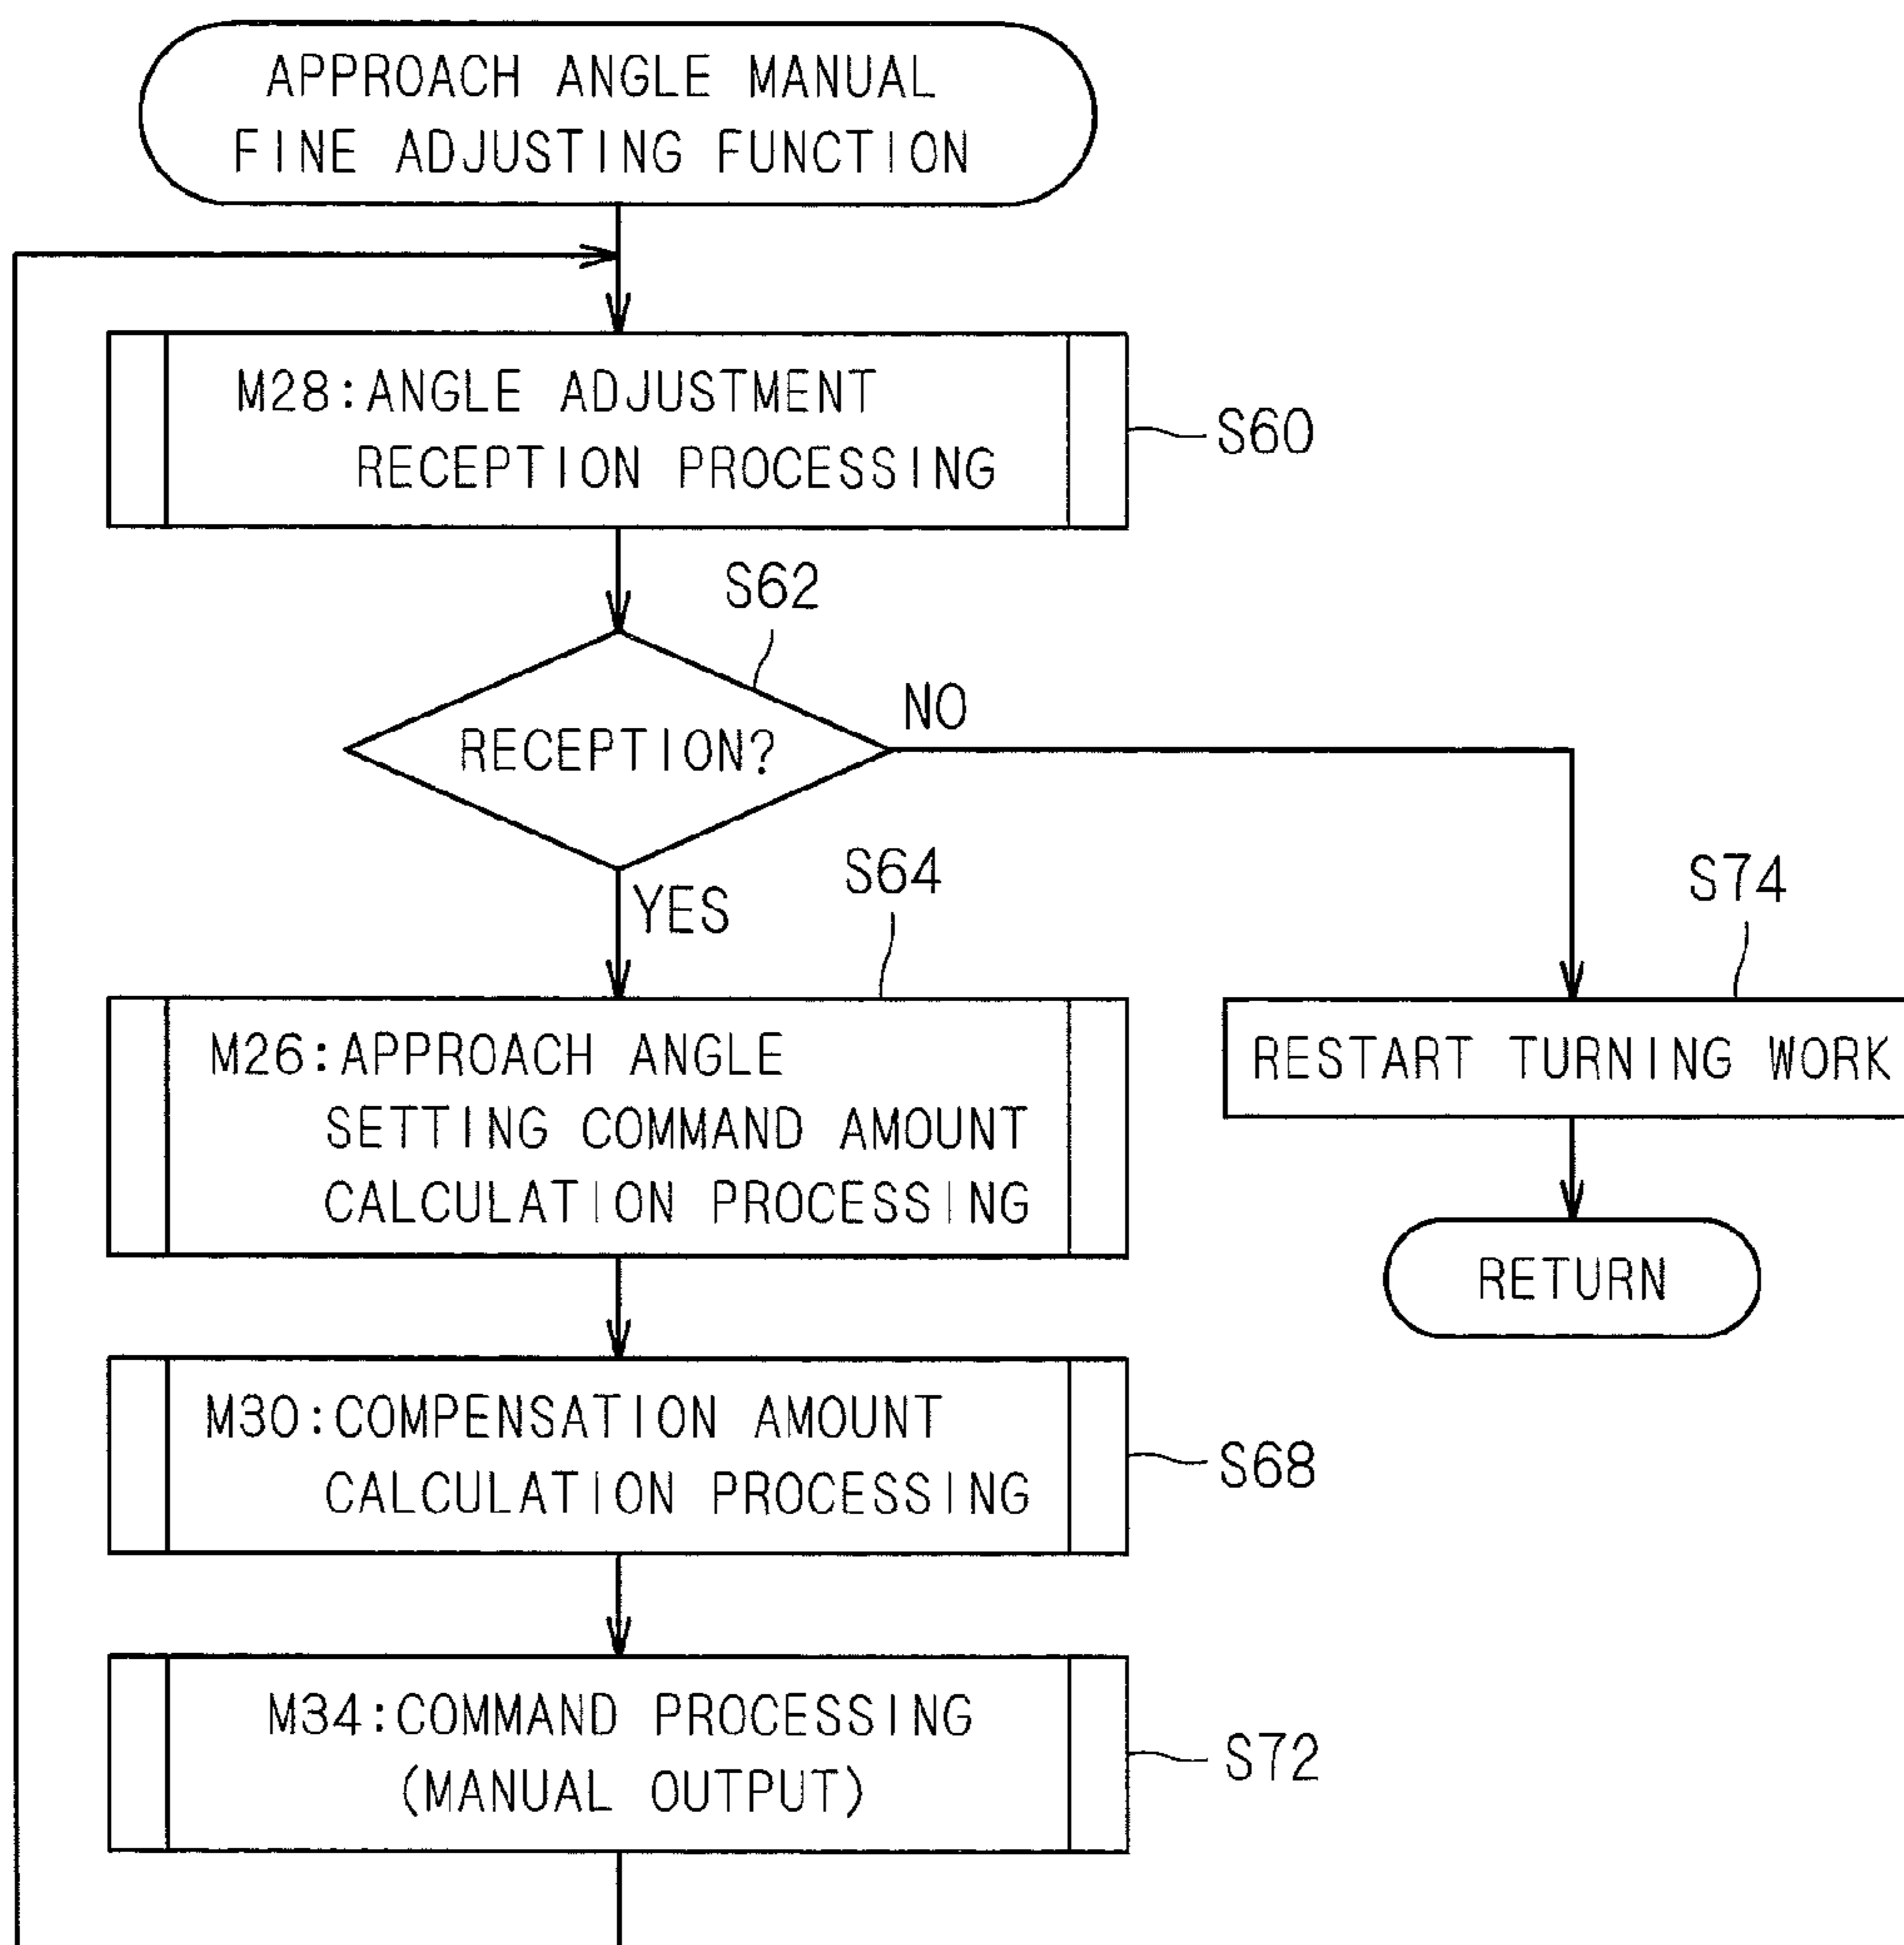 APPROACH ANGLE MANUAL
FINE ADJUSTING FUNCTION
M28:ANGLE ADJUSTMENT
RECEPTION PROCESSING
S60
S62
RECEPTION?
NO
YES
S64
S74
M26:APPROACH ANGLE
SETTING COMMAND AMOUNT
CALCULATION PROCESSING
RESTART TURNING WORK
RETURN
M30:COMPENSATION AMOUNT
CALCULATION PROCESSING
S68
M34:COMMAND PROCESSING
(MANUAL OUTPUT)
S72